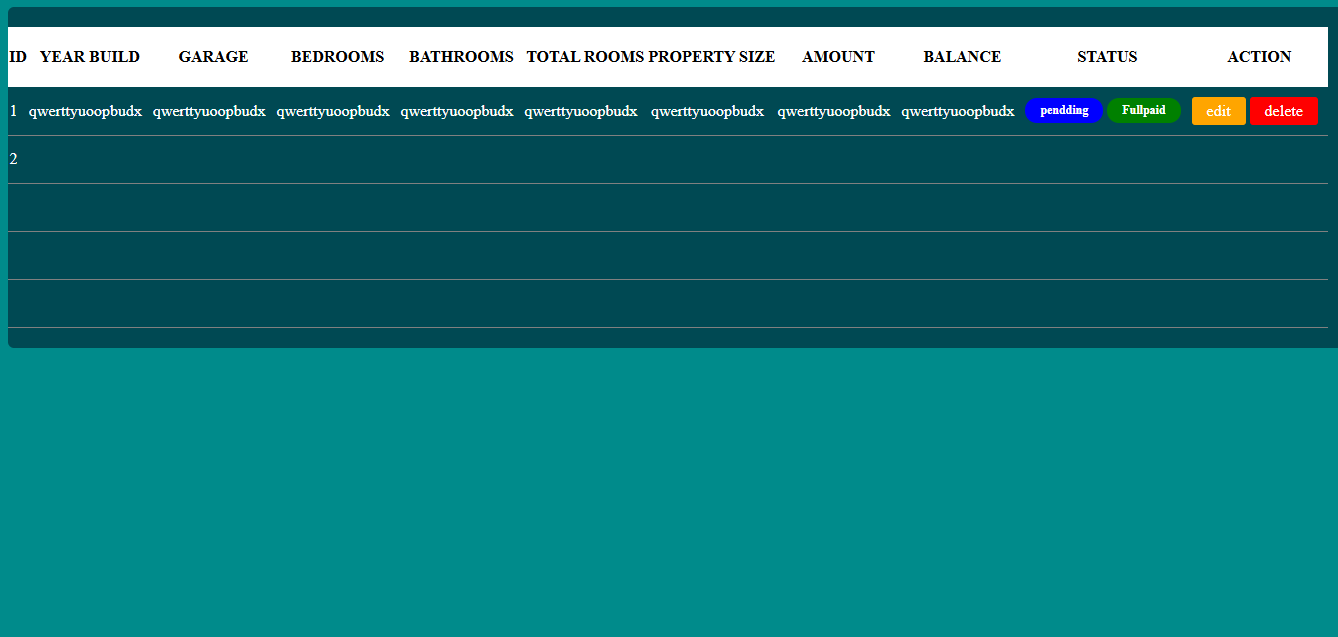 ID YEAR BUILD GARAGE BEDROOMS BATHROOMS TOTAL ROOMS PROPERTY SIZE AMOUNT BALANCE STATUS ACTION
1 qwerttyuoopbudx qwerttyuoopbudx qwerttyuoopbudx qwerttyuoopbudx qwerttyuoopbudx qwerttyuoopbudx qwerttyuoopbudx qwerttyuoopbudx pendding Fullpaid edit delete
2